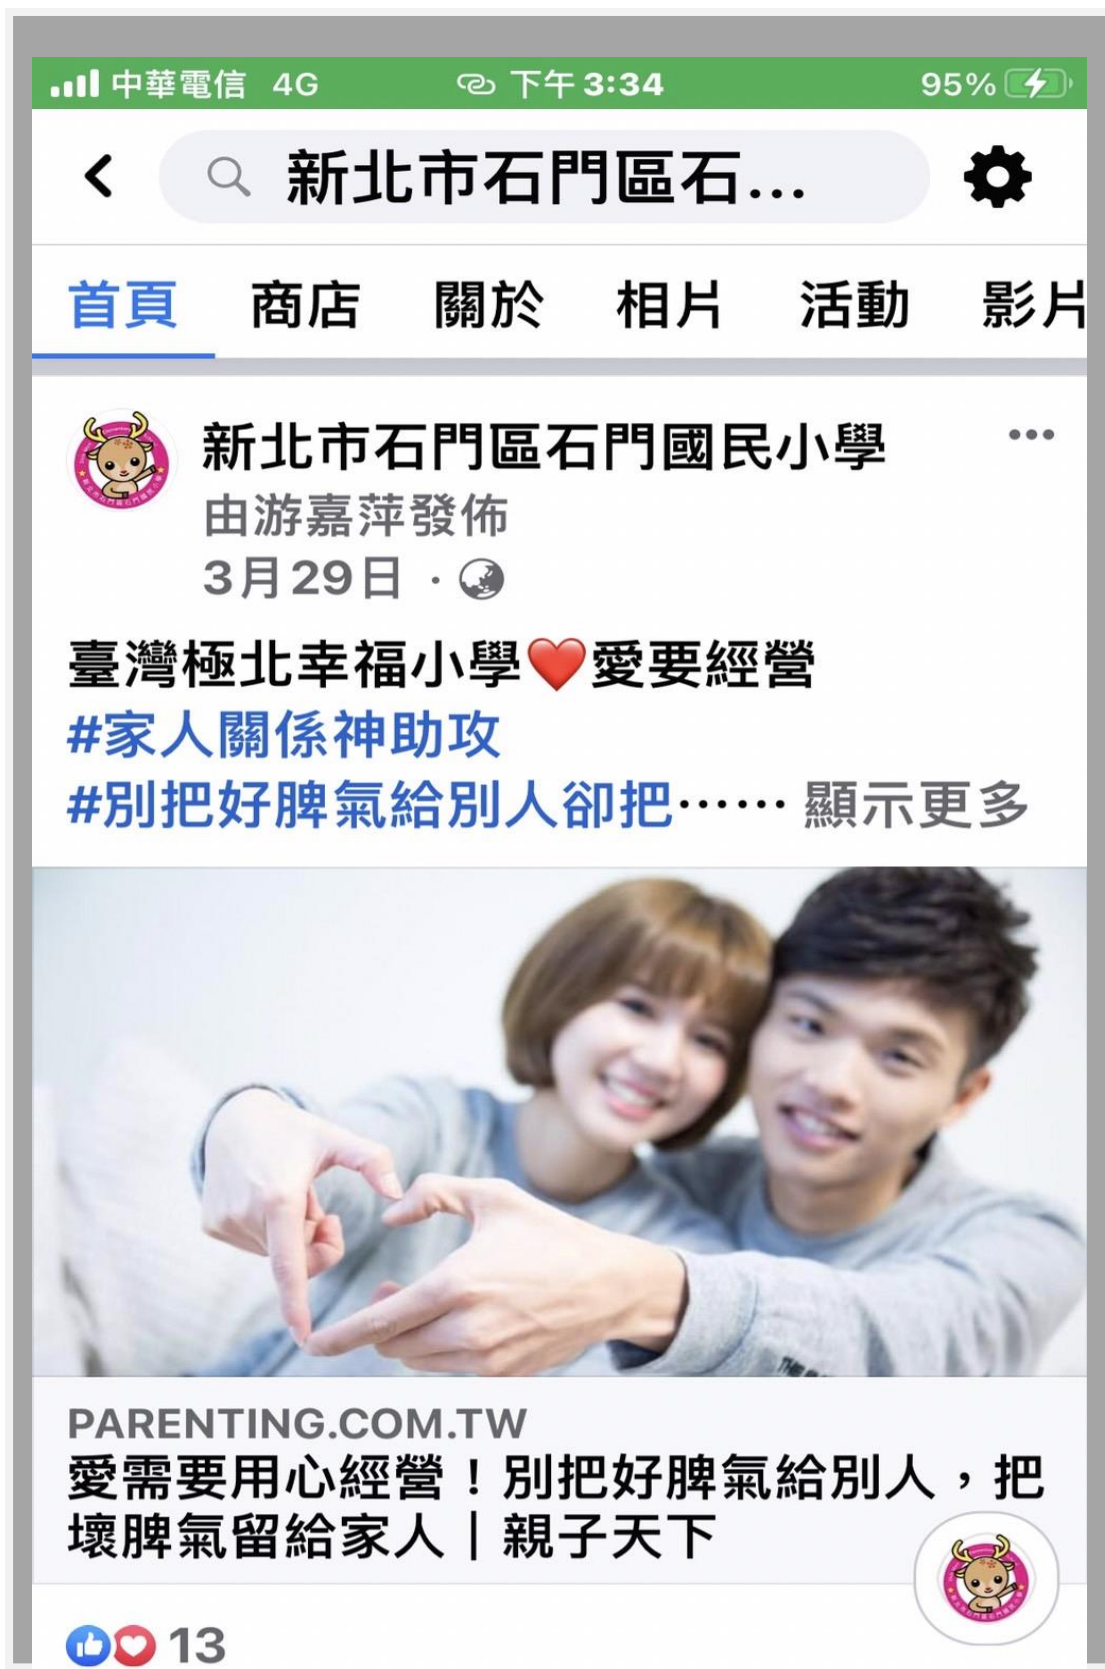 中華電信 4G 下午 3:34 95%
新北市石門區石...
首頁 商店 關於 相片 活動 影片
新北市石門區石門國民小學
由游嘉萍發佈
3月29日 ·
臺灣極北幸福小學❤️愛要經營
#家人關係神助攻
#別把好脾氣給別人卻把⋯⋯ 顯示更多
PARENTING.COM.TW
愛需要用心經營！別把好脾氣給別人，把
壞脾氣留給家人｜親子天下
13